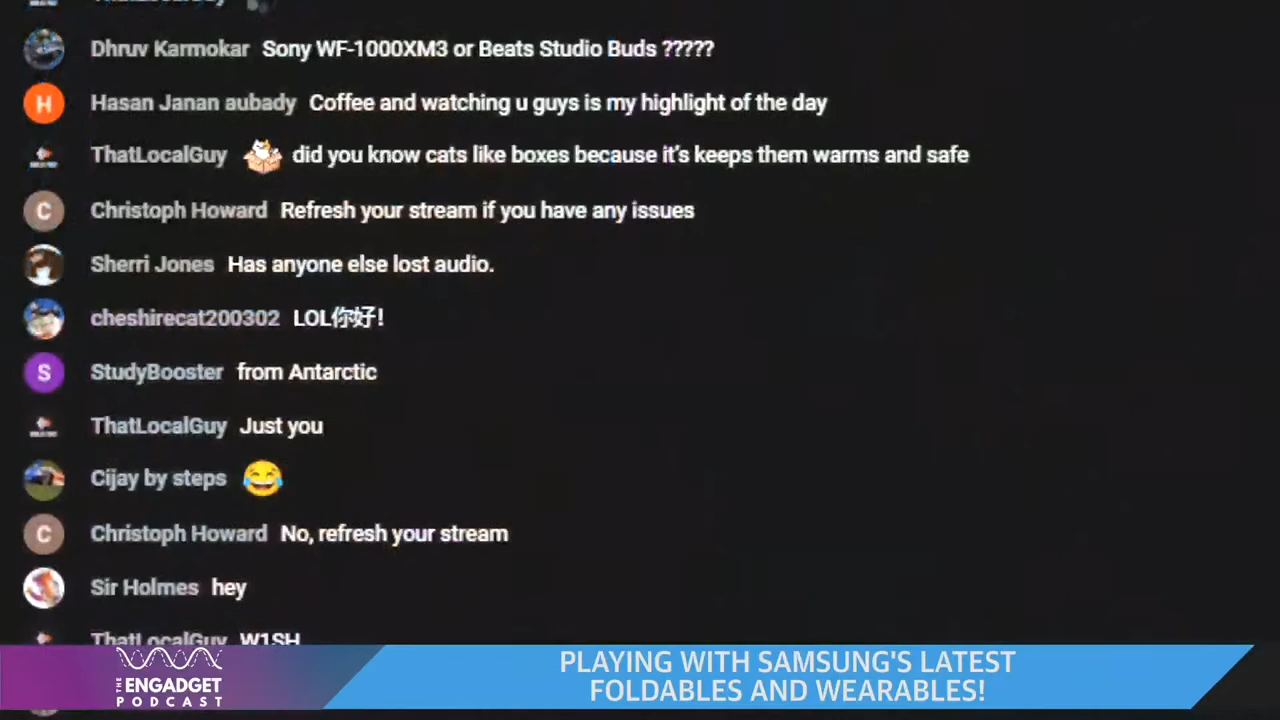 Dhruv Karmokar Sony WF-1000XM3 or Beats Studio Buds ?????
H Hasan Janan aubady Coffee and watching u guys is my highlight of the day
ThatLocalGuy did you know cats like boxes because it's keeps them warms and safe
C Christoph Howard Refresh your stream if you have any issues
Sherri Jones Has anyone else lost audio.
cheshirecat200302 LOL你好!
S StudyBooster from Antarctic
ThatLocalGuy Just you
Cijay by steps 😂
C Christoph Howard No, refresh your stream
Sir Holmes hey
ThatLocalGuy W1SH
THE ENGADGET
PODCAST
PLAYING WITH SAMSUNG'S LATEST
FOLDABLES AND WEARABLES!